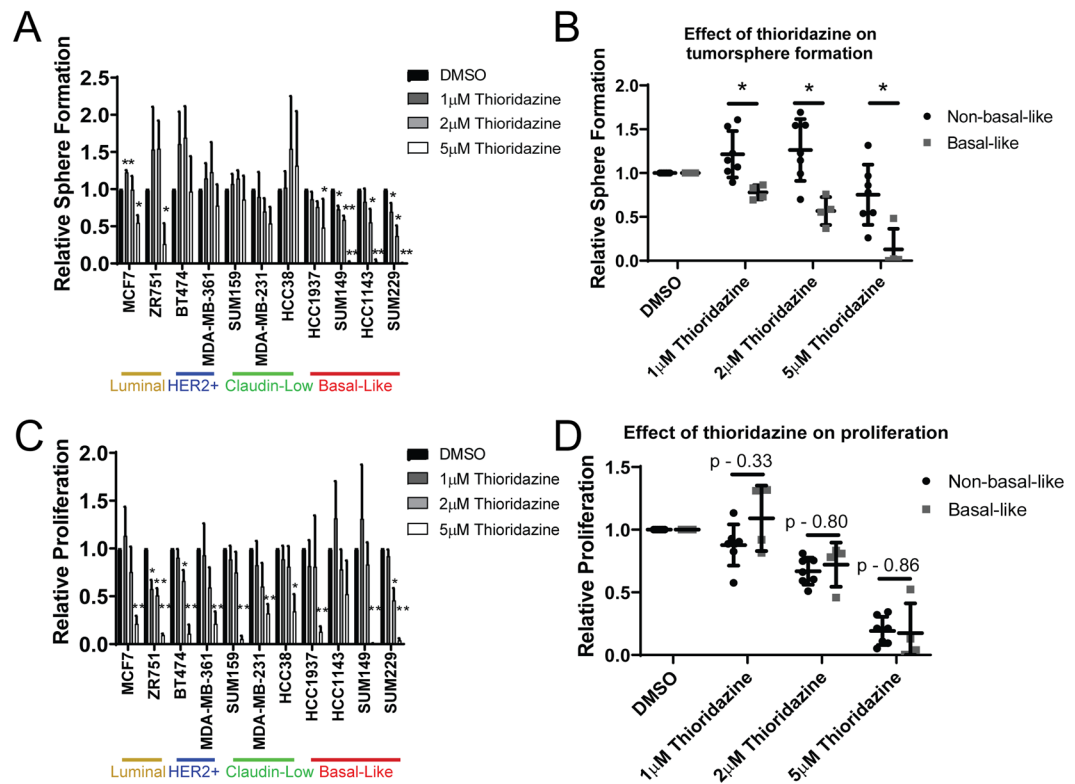 A
Relative Sphere Formation
2.5
2.0
1.5
1.0
0.5
0.0
DMSO
1μM Thioridazine
2μM Thioridazine
5μM Thioridazine
** * * * ** ** * ** * * **
MCF7
ZR751
BT474
MDA-MB-361
SUM159
MDA-MB-231
HCC38
HCC1937
SUM149
HCC1143
SUM229
Luminal HER2+ Claudin-Low Basal-Like
B
Effect of thioridazine on
tumorsphere formation
Relative Sphere Formation
2.0
1.5
1.0
0.5
0.0
* * *
Non-basal-like
Basal-like
DMSO
1μM Thioridazine
2μM Thioridazine
5μM Thioridazine
C
Relative Proliferation
2.0
1.5
1.0
0.5
0.0
DMSO
1μM Thioridazine
2μM Thioridazine
5μM Thioridazine
** * ** ** * ** ** ** ** * ** ** * **
MCF7
ZR751
BT474
MDA-MB-361
SUM159
MDA-MB-231
HCC38
HCC1937
HCC1143
SUM149
SUM229
Luminal HER2+ Claudin-Low Basal-Like
D
Effect of thioridazine on proliferation
Relative Proliferation
1.5
1.0
0.5
0.0
p - 0.33
p - 0.80
p - 0.86
Non-basal-like
Basal-like
DMSO
1μM Thioridazine
2μM Thioridazine
5μM Thioridazine